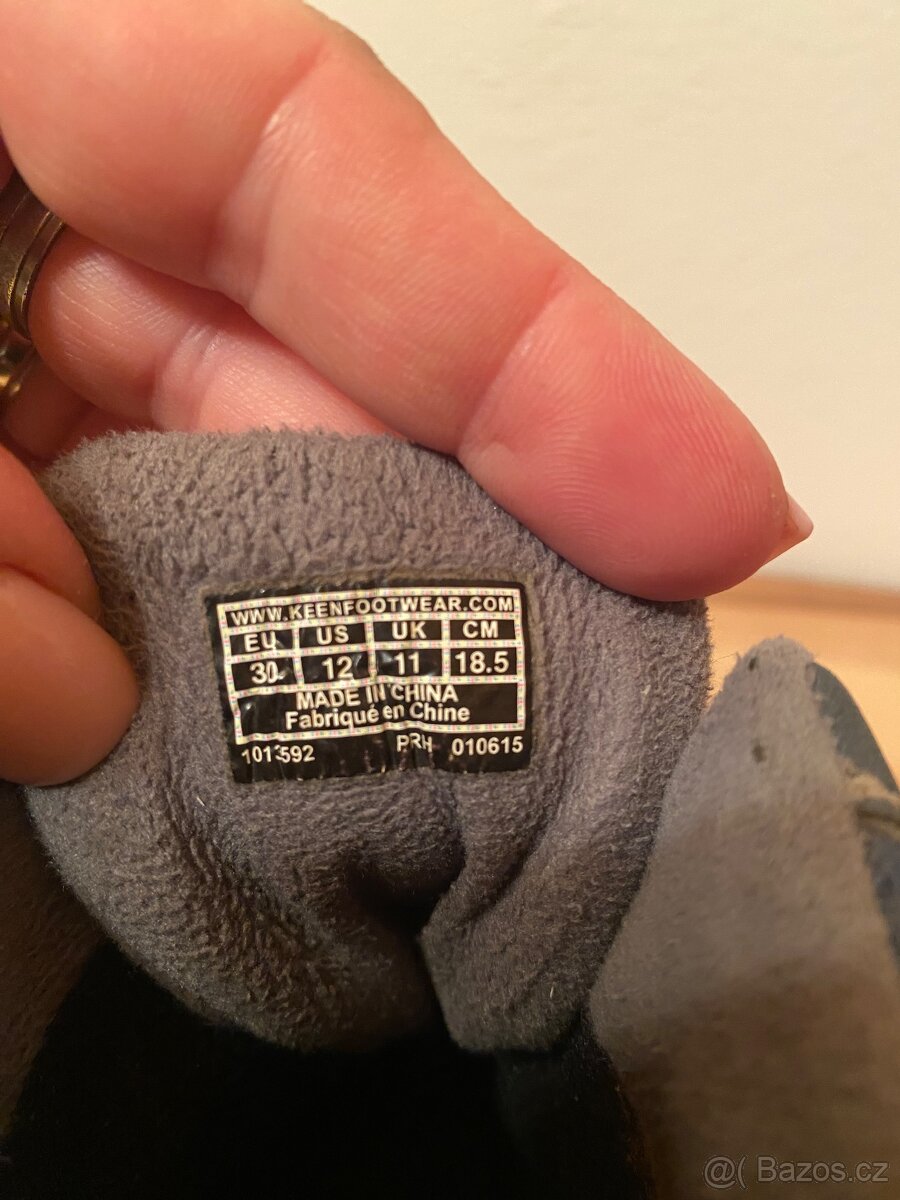 WWW.KEENFOOTWEAR.COM
EU US UK CM
30 12 11 18.5
MADE IN CHINA
Fabriqué en Chine
PRH 010615
@( Bazos.cz